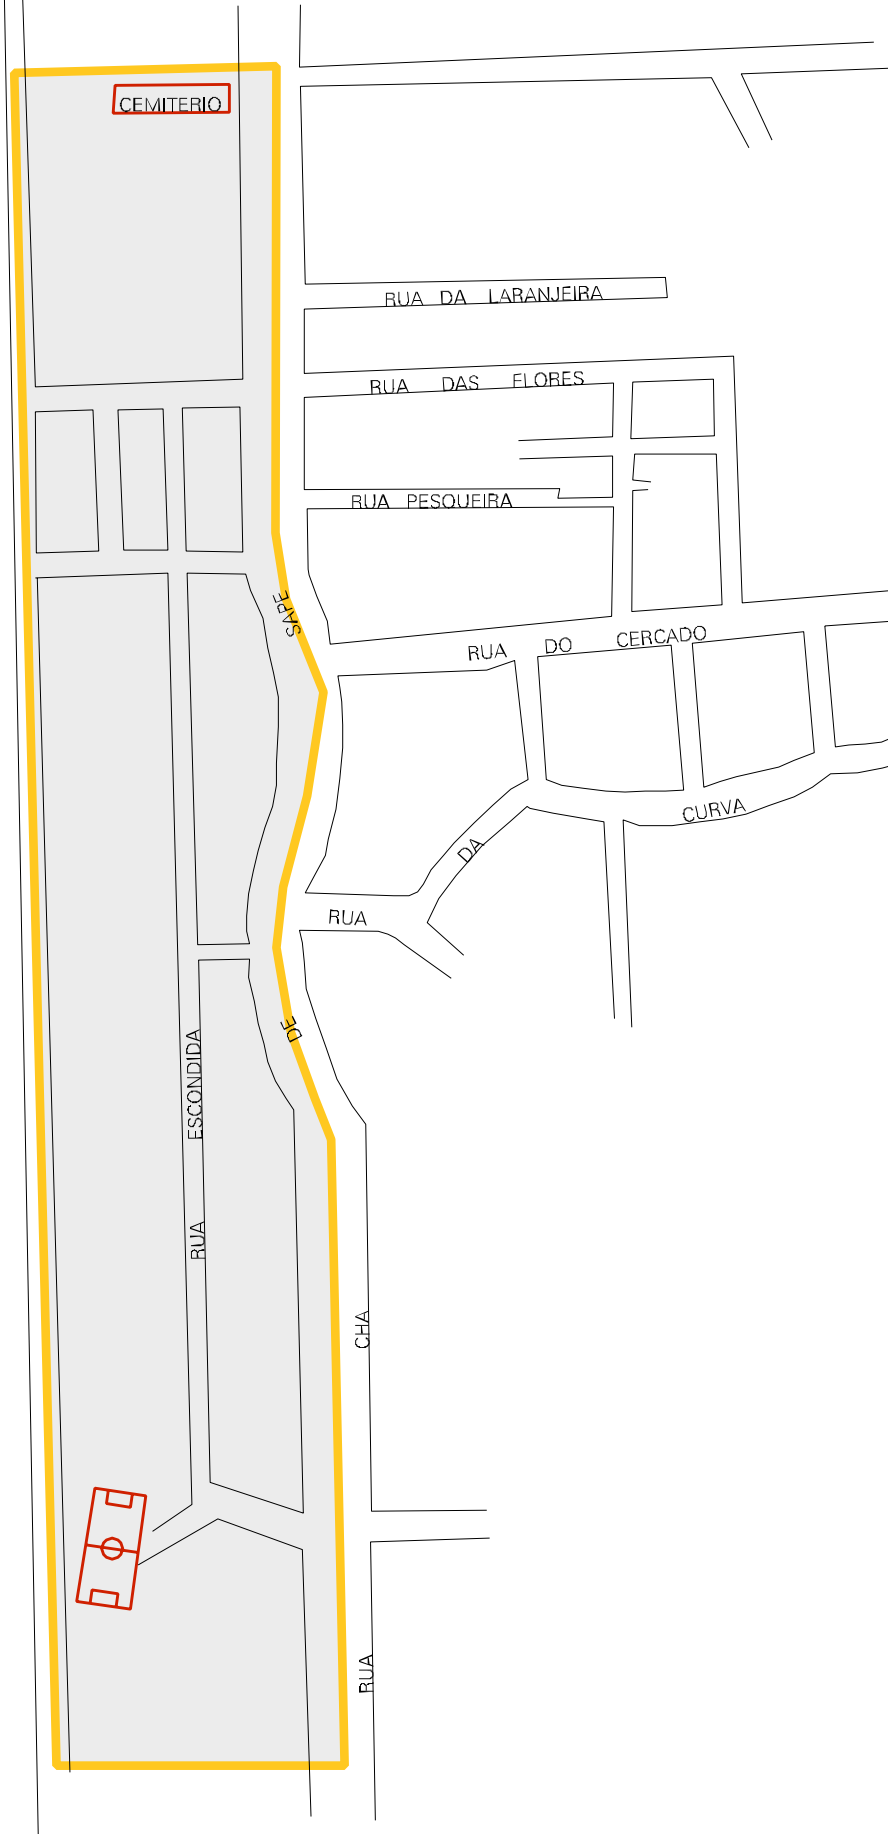 CEMITERIO
RUA DA LARANJEIRA
RUA DAS FLORES
RUA PESQUEIRA
RUA DO CERCADO
RUA DA CURVA
RUA ESCONDIDA
RUA CHA DE SAPE